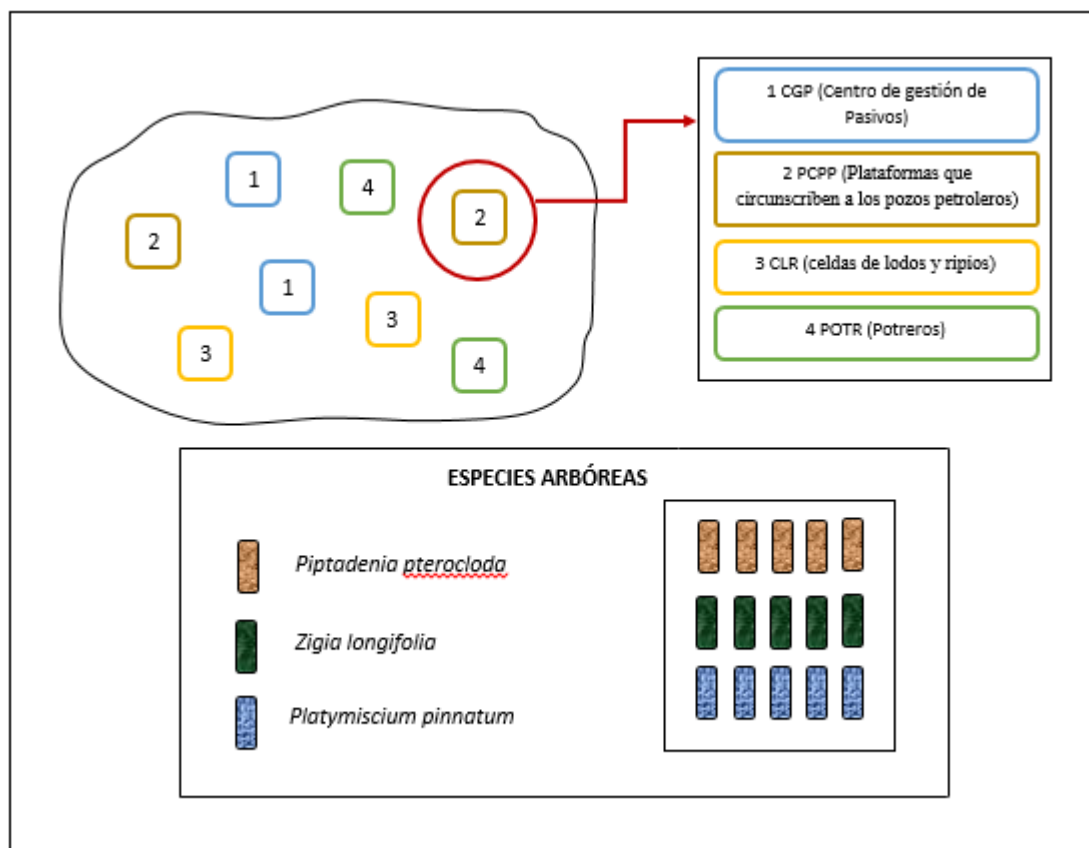 1 CGP (Centro de gestión de
Pasivos)
2 PCPP (Plataformas que
circunscriben a los pozos petroleros)
3 CLR (celdas de lodos y ripios)
4 POTR (Potreros)
1
4
2
2
1
3
3
4
ESPECIES ARBÓREAS
Piptadenia pterocloda
Zigia longifolia
Platymiscium pinnatum